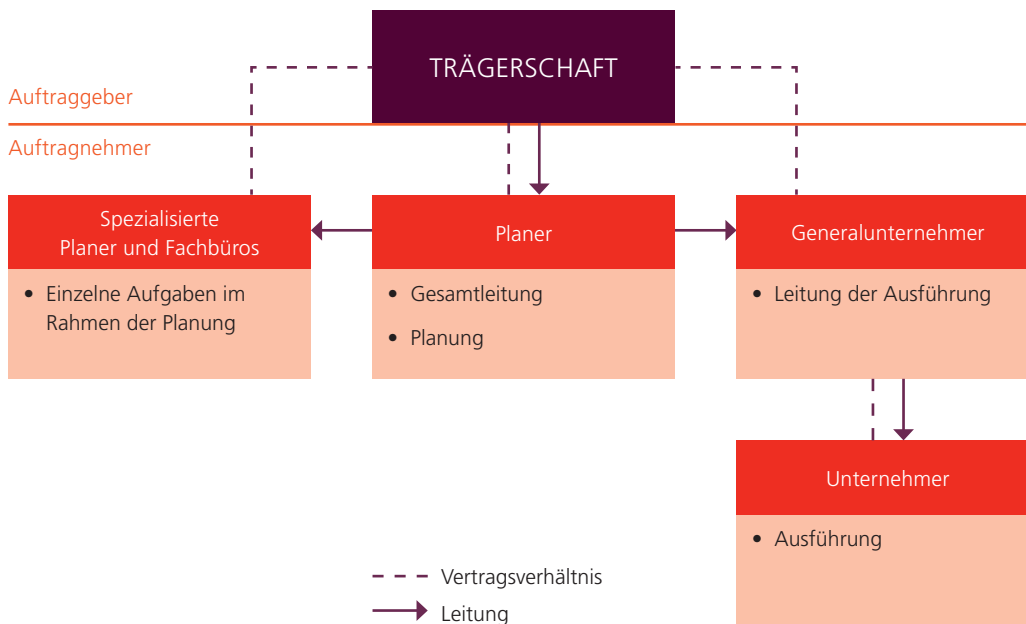 TRÄGERSCHAFT
Auftraggeber
Auftragnehmer
Spezialisierte
Planer und Fachbüros
• Einzelne Aufgaben im
Rahmen der Planung
Planer
• Gesamtleitung
• Planung
Generalunternehmer
• Leitung der Ausführung
Unternehmer
• Ausführung
Vertragsverhältnis
Leitung